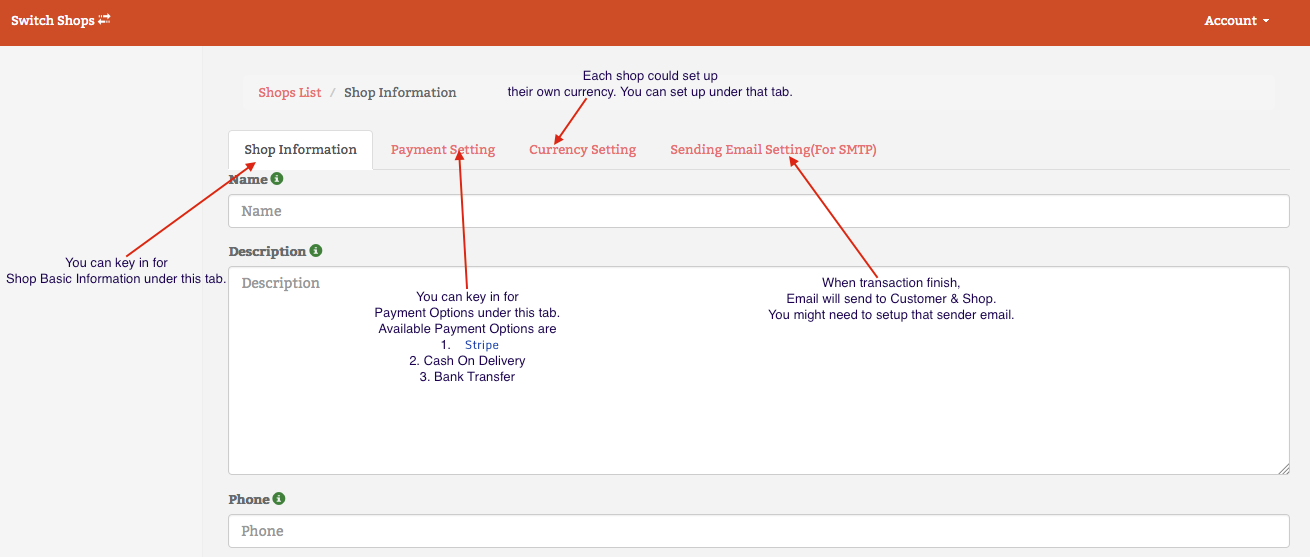 Switch Shops
Account
Each shop could set up
their own currency. You can set up under that tab.
Shops List / Shop Information
Shop Information
Payment Setting
Currency Setting
Sending Email Setting(For SMTP)
Name
Name
Description
Description
You can key in for
Shop Basic Information under this tab.
You can key in for
Payment Options under this tab.
Available Payment Options are
1. Stripe
2. Cash On Delivery
3. Bank Transfer
When transaction finish,
Email will send to Customer & Shop.
You might need to setup that sender email.
Phone
Phone